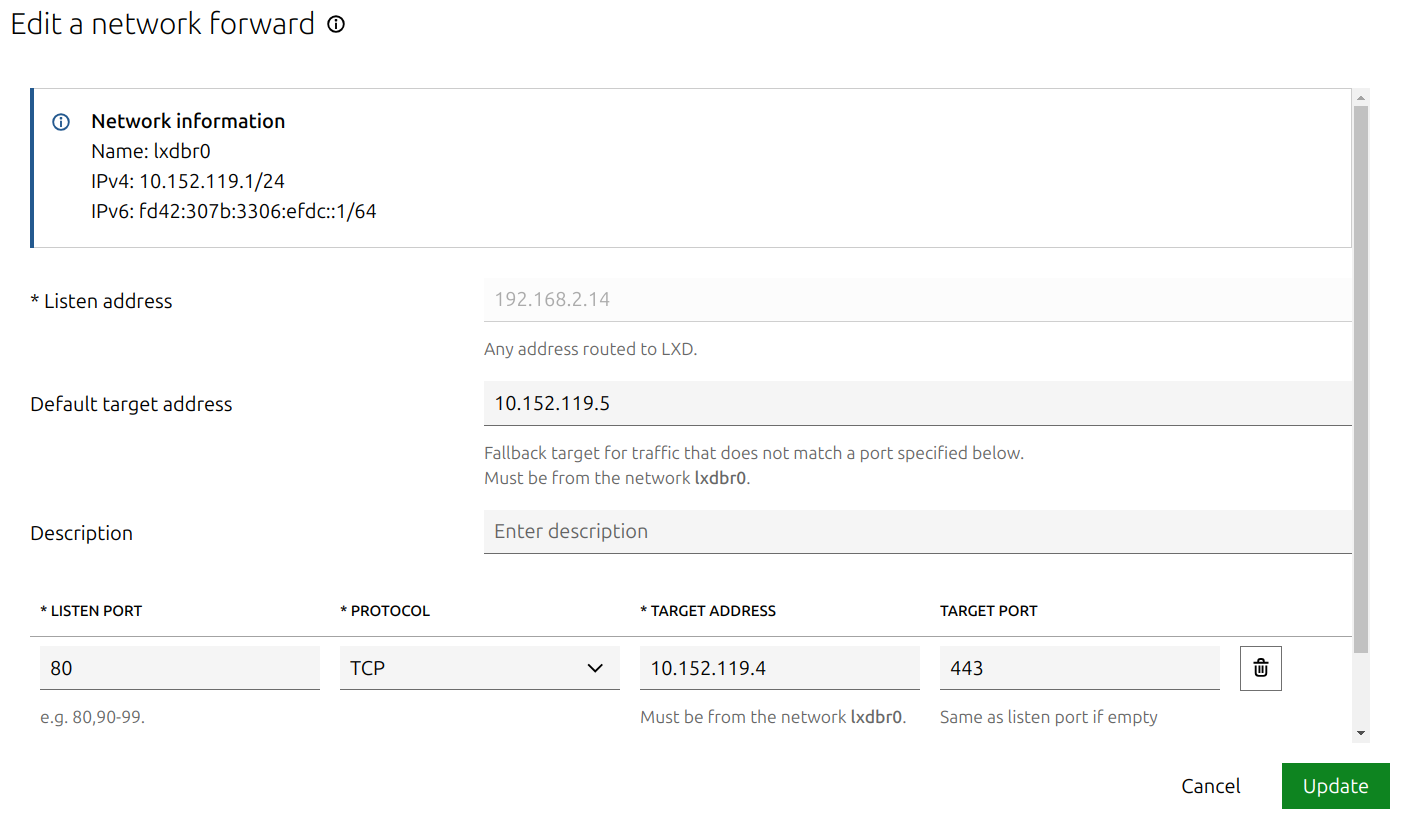 Edit a network forward
Network information
Name: lxdbr0
IPv4: 10.152.119.1/24
IPv6: fd42:307b:3306:efdc::1/64
* Listen address
192.168.2.14
Any address routed to LXD.
Default target address
10.152.119.5
Fallback target for traffic that does not match a port specified below.
Must be from the network lxdbr0.
Description
Enter description
* LISTEN PORT * PROTOCOL * TARGET ADDRESS TARGET PORT
80 TCP 10.152.119.4 443
e.g. 80,90-99. Must be from the network lxdbr0. Same as listen port if empty
Cancel Update